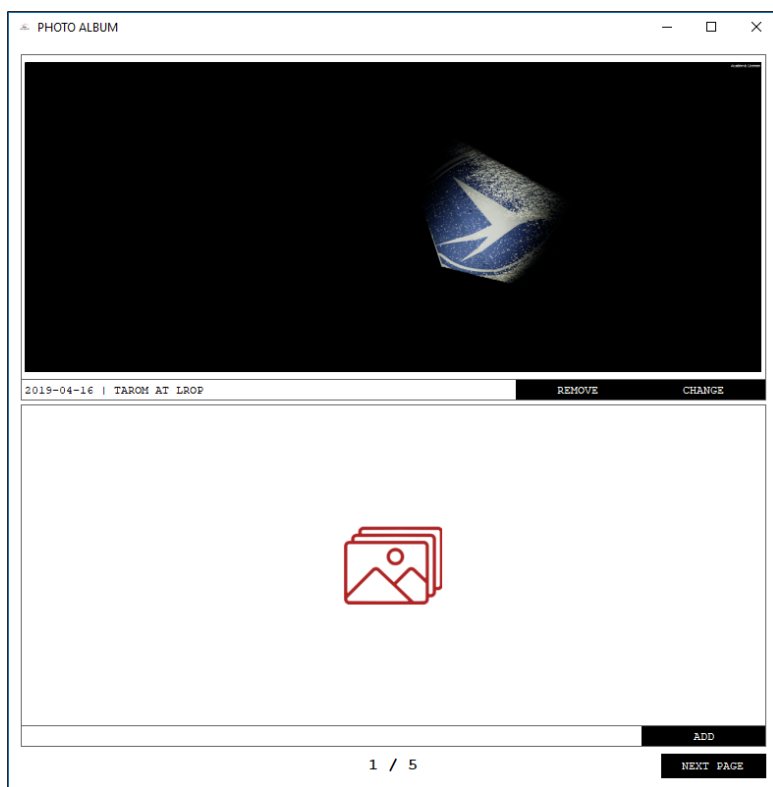 PHOTO ALBUM
2019-04-16 | TAROM AT LROP
REMOVE
CHANGE
ADD
1 / 5
NEXT PAGE